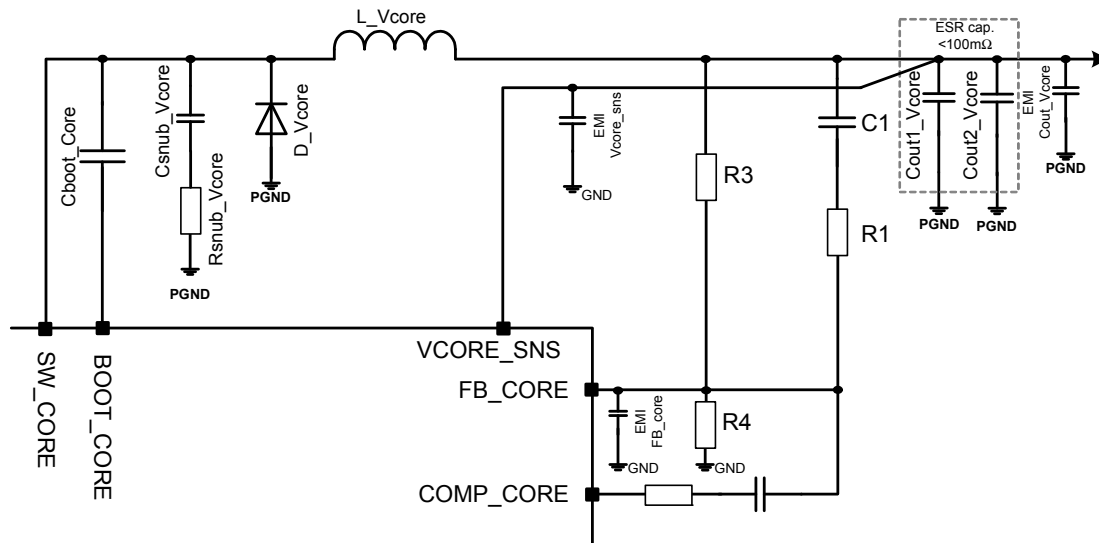 L_Vcore
ESR cap.
<100mΩ
Cboot_Core
Csnub_Vcore
Rsnub_Vcore
D_Vcore
PGND
PGND
EMI
Vcore_sns
GND
R3
C1
R1
Cout1_Vcore
Cout2_Vcore
EMI
Cout_Vcore
PGND
PGND
PGND
SW_CORE
BOOT_CORE
VCORE_SNS
FB_CORE
EMI
FB_core
GND
R4
GND
COMP_CORE